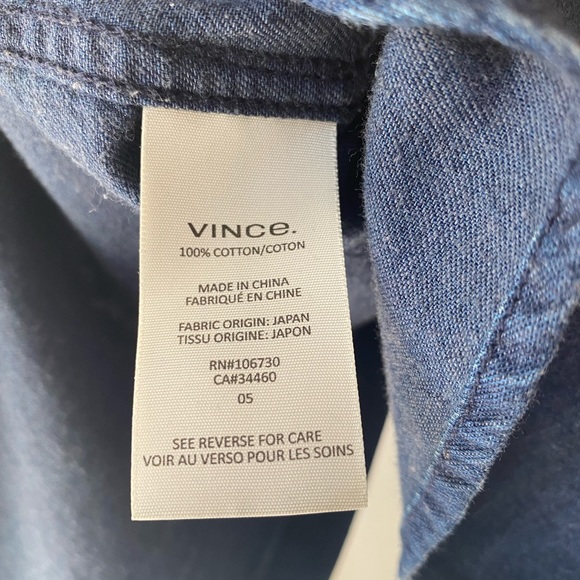 VINCE.
100% COTTON/COTON
MADE IN CHINA
FABRIQUÉ EN CHINE
FABRIC ORIGIN: JAPAN
TISSU ORIGINE: JAPON
RN#106730
CA#34460
05
SEE REVERSE FOR CARE
VOIR AU VERSO POUR LES SOINS